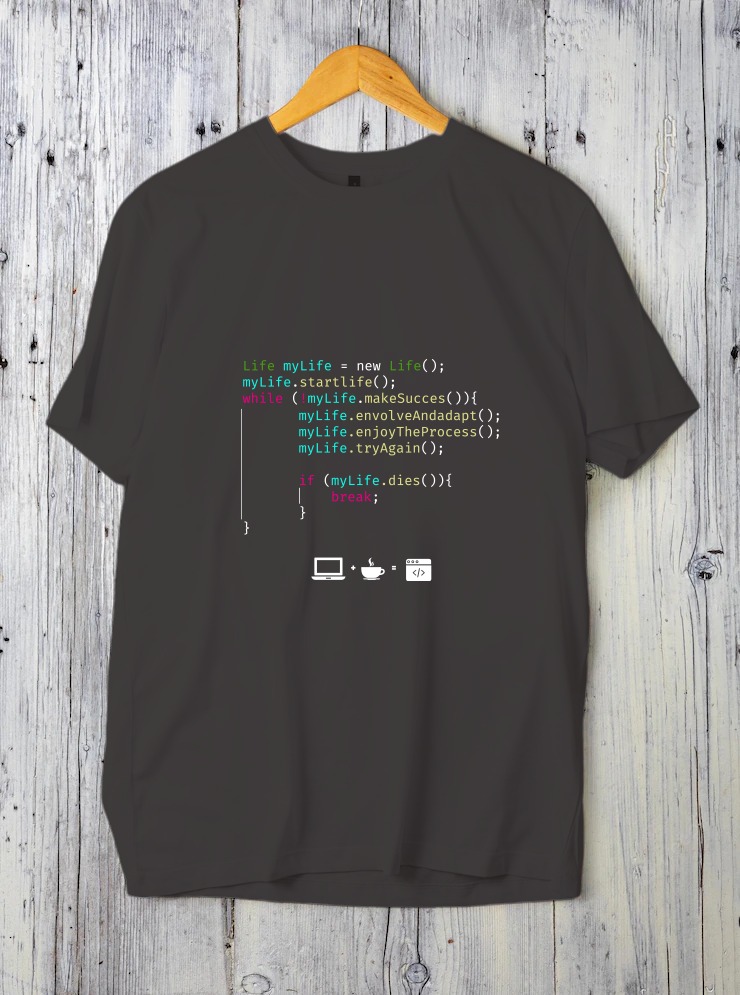 Life myLife = new Life();
myLife.startlife();
while (!myLife.makeSucces()){
myLife.envolveAndadapt();
myLife.enjoyTheProcess();
myLife.tryAgain();
if (myLife.dies()){
break;
}
}
+ =
</>